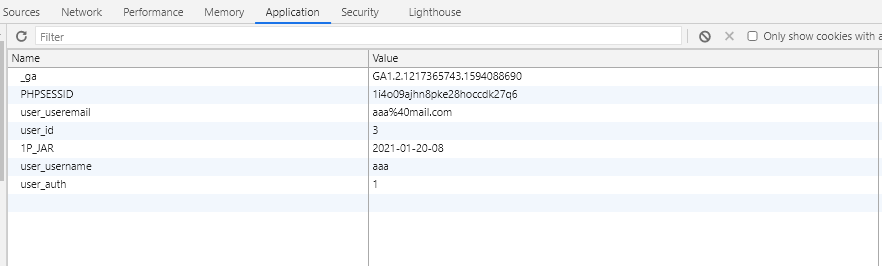 Sources Network Performance Memory Application Security Lighthouse
Filter Only show cookies with a
Name Value
_ga GA1.2.1217365743.1594088690
PHPSESSID 1i4o09ajhn8pke28hoccdk27q6
user_useremail aaa%40mail.com
user_id 3
1P_JAR 2021-01-20-08
user_username aaa
user_auth 1